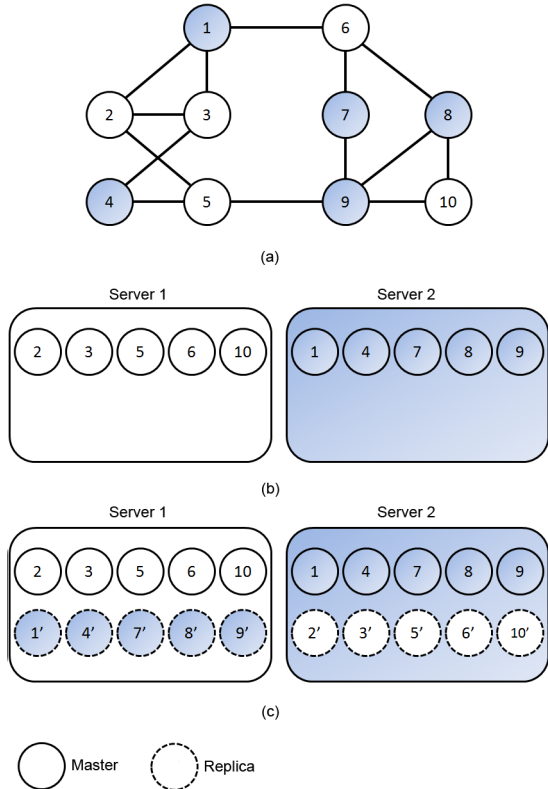 1 6
2 3 7 8
4 5 9 10
(a)
Server 1 Server 2
2 3 5 6 10 1 4 7 8 9
(b)
Server 1 Server 2
2 3 5 6 10 1 4 7 8 9
1′ 4′ 7′ 8′ 9′ 2′ 3′ 5′ 6′ 10′
(c)
Master Replica